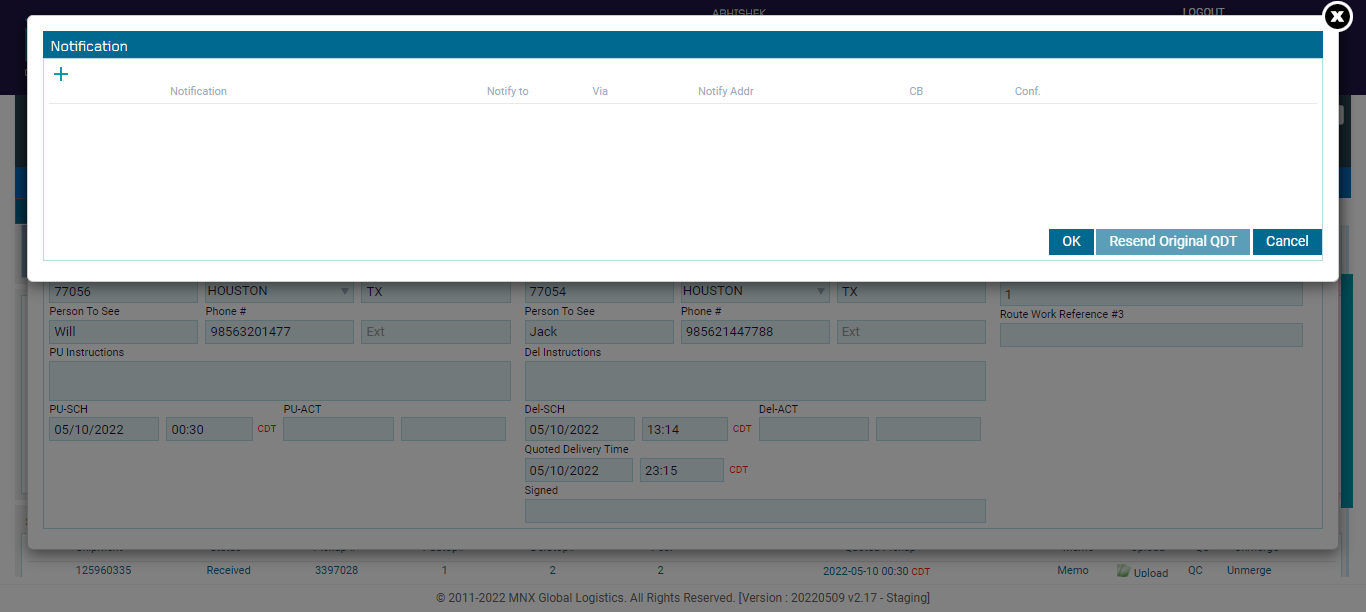 ABHISHEK LOGOUT
Notification
Notification Notify to Via Notify Addr CB Conf.
OK Resend Original QDT Cancel
77056 HOUSTON TX 77054 HOUSTON TX 1
Person To See Phone # Person To See Phone # Route Work Reference #3
Will 98563201477 Ext Jack 985621447788 Ext
PU Instructions Del Instructions
PU-SCH PU-ACT Del-SCH Del-ACT
05/10/2022 00:30 CDT 05/10/2022 13:14 CDT
Quoted Delivery Time
05/10/2022 23:15 CDT
Signed
125960335 Received 3397028 1 2 2 2022-05-10 00:30 CDT Memo Upload QC Unmerge
© 2011-2022 MNX Global Logistics. All Rights Reserved. [Version : 20220509 v2.17 - Staging]